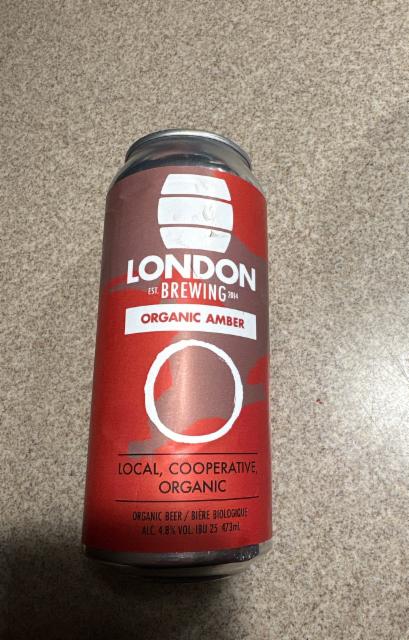 LONDON
EST. BREWING 2014
ORGANIC AMBER
LOCAL, COOPERATIVE,
ORGANIC
ORGANIC BEER / BIÈRE BIOLOGIQUE
ALC. 4.8% VOL. IBU 25 473mL